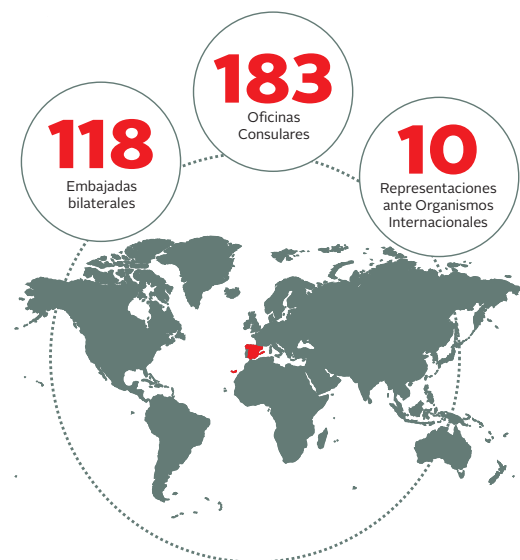 118
Embajadas
bilaterales
183
Oficinas
Consulares
10
Representaciones
ante Organismos
Internacionales